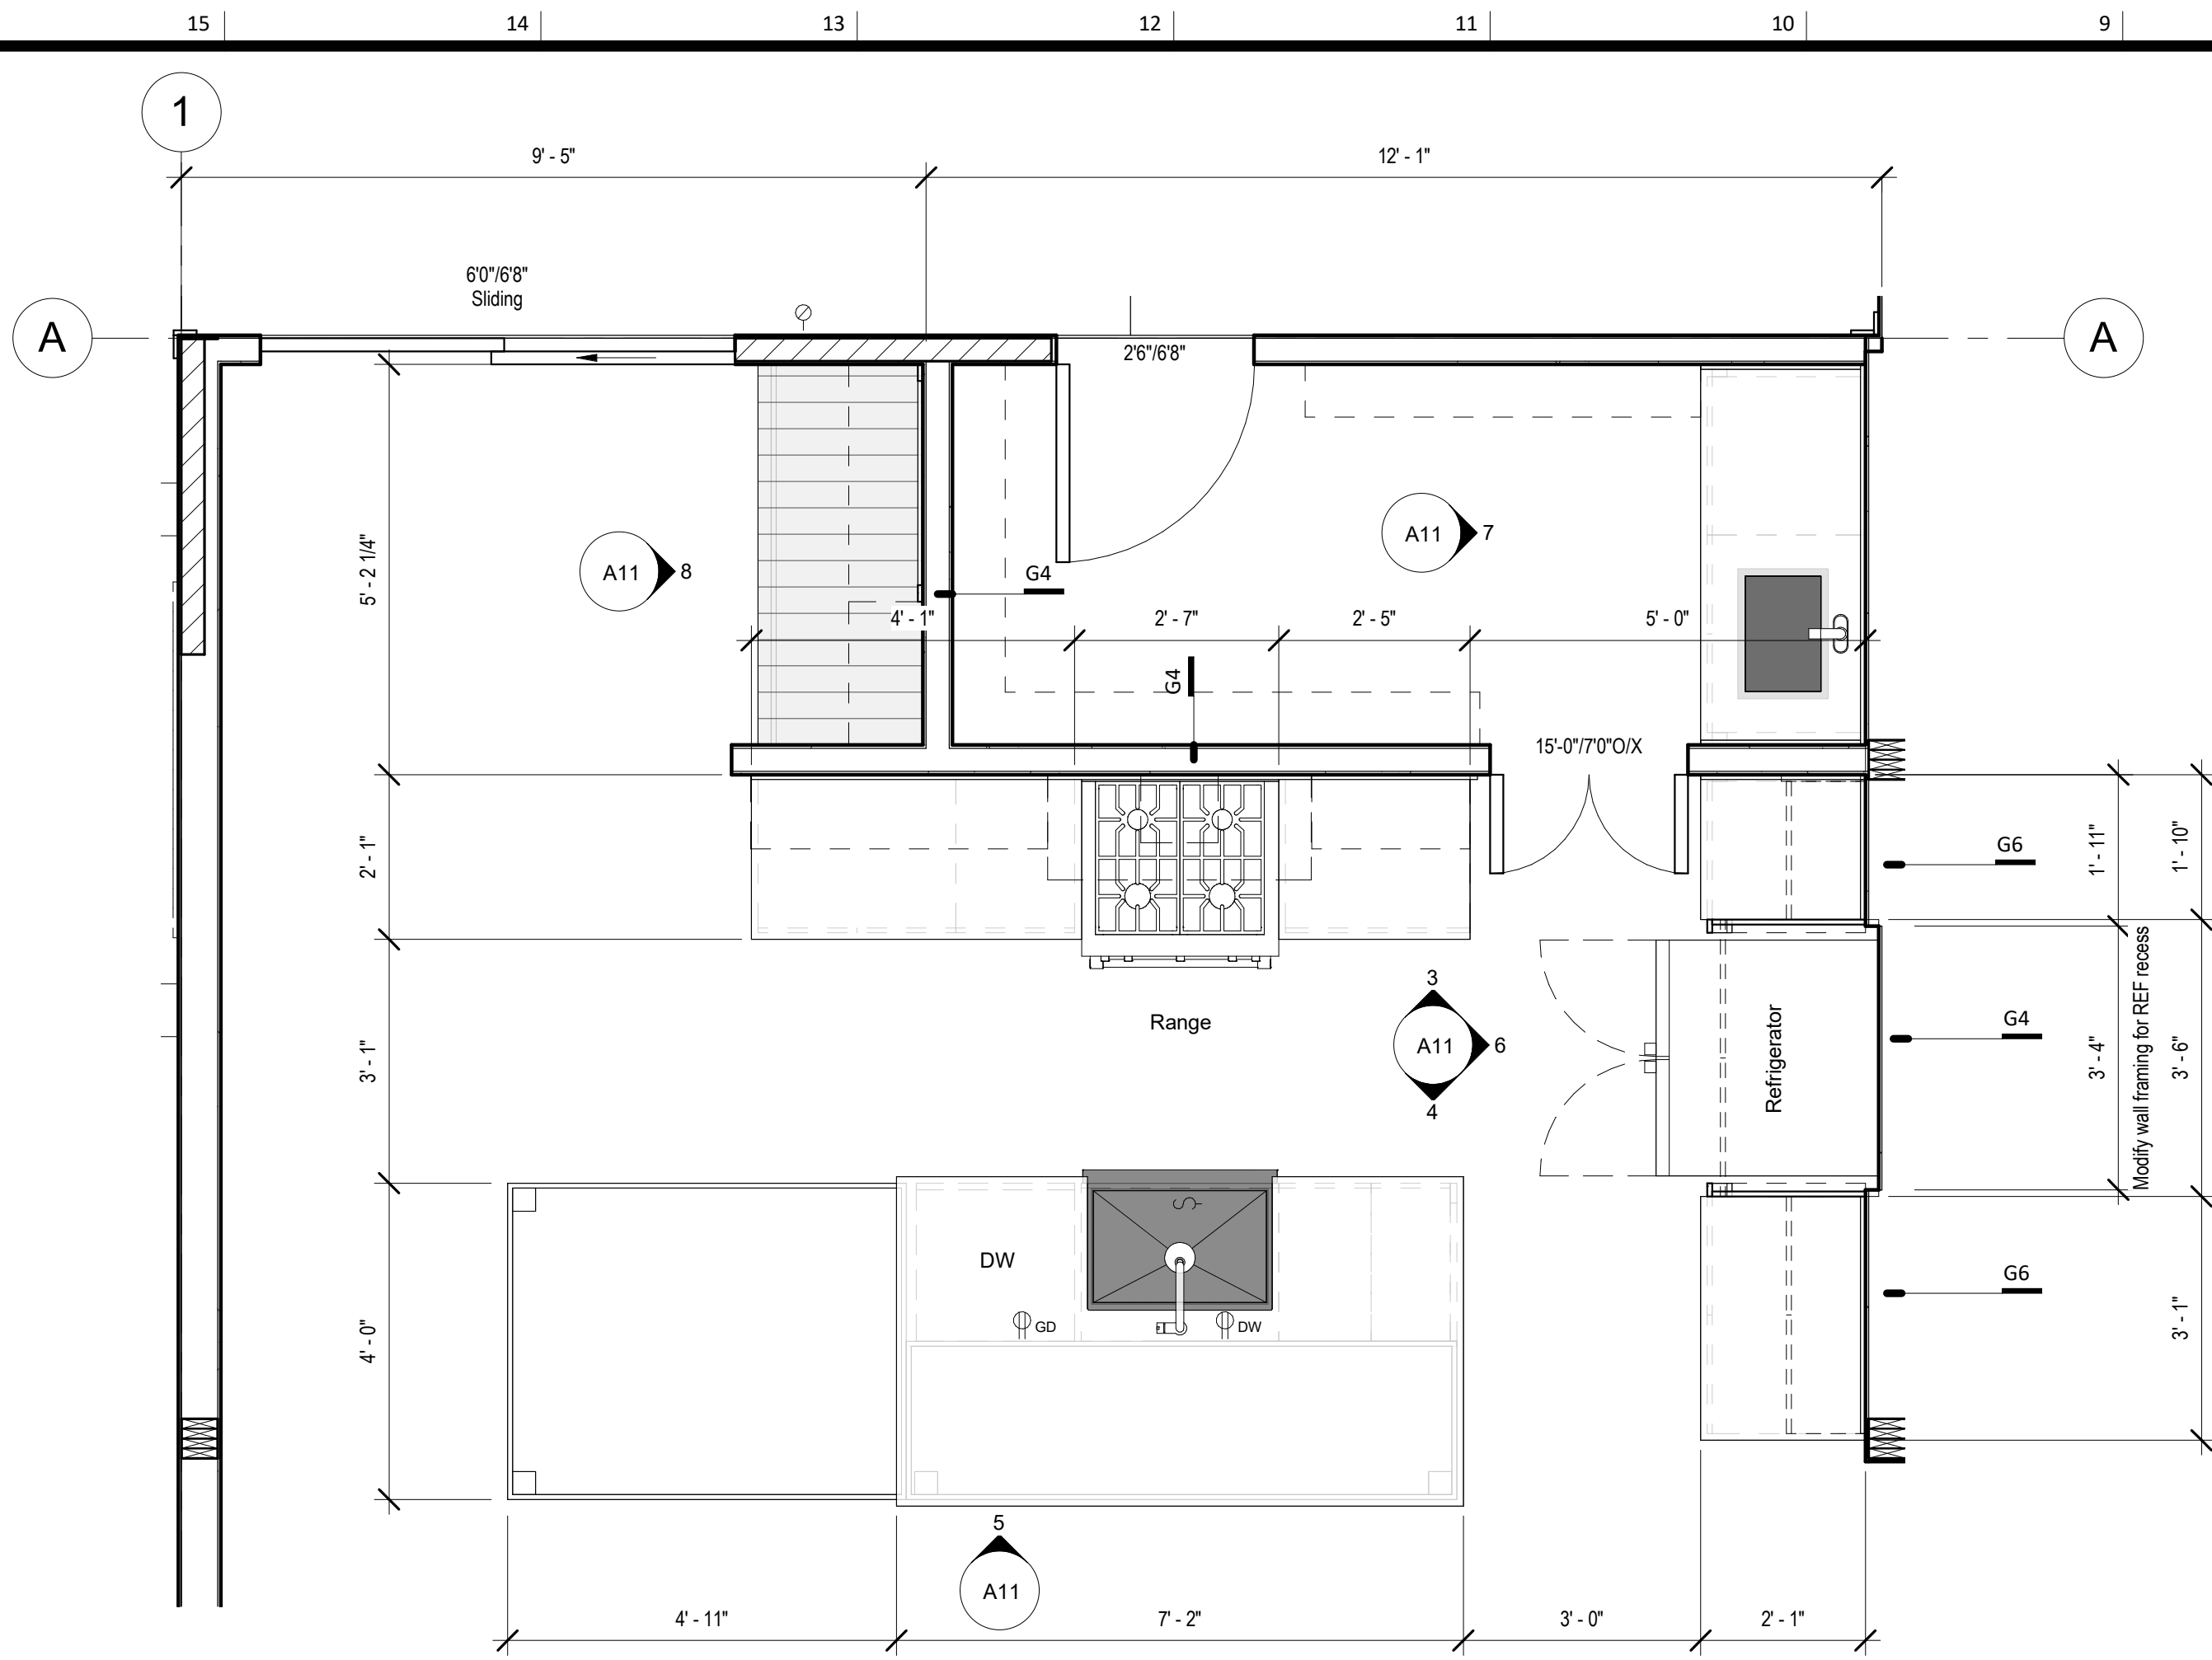 15
14
13
12
11
10
9
1
9' - 5"
12' - 1"
6'0"/6'8"
Sliding
A
2'6"/6'8"
A
A11
7
5' - 2 1/4"
A11
8
G4
4' - 1"
2' - 7"
2' - 5"
5' - 0"
G4
15'-0"/7'0"O/X
2' - 1"
G6
1' - 11"
1' - 10"
3
Range
A11
6
4
3' - 1"
Refrigerator
G4
3' - 4"
Modify wall framing for REF recess
3' - 6"
S
DW
GD
DW
4' - 0"
G6
3' - 1"
5
A11
4' - 11"
7' - 2"
3' - 0"
2' - 1"